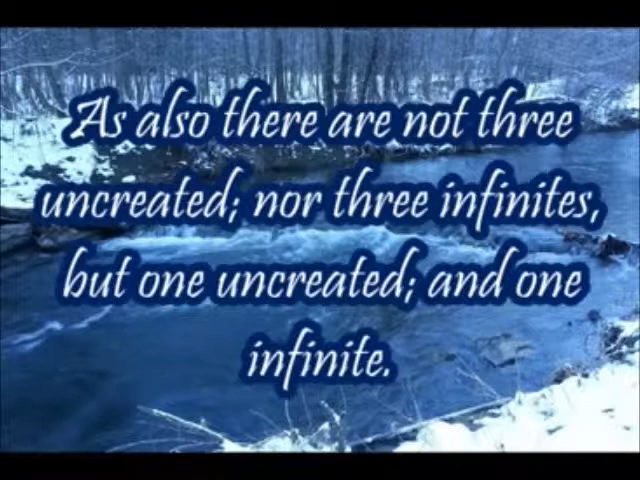 As also there are not three
uncreated; nor three infinites,
but one uncreated; and one
infinite.